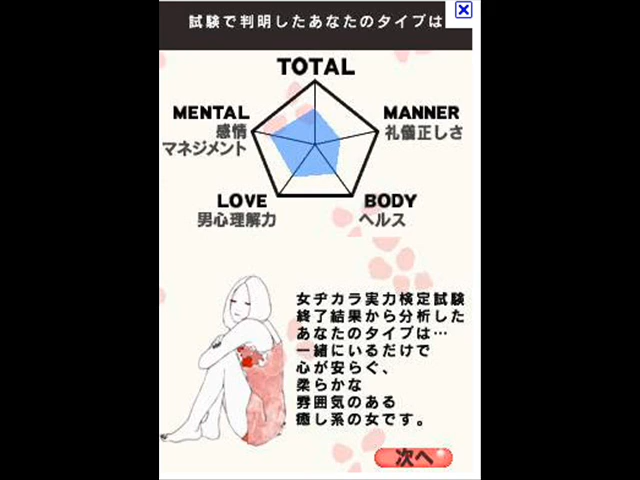 試験で判明したあなたのタイプは
TOTAL
MENTAL
感情
マネジメント
MANNER
礼儀正しさ
LOVE
男心理解力
BODY
ヘルス
女ヂカラ実力検定試験
終了結果から分析した
あなたのタイプは…
一緒にいるだけで
心が安らぐ、
柔らかな
雰囲気のある
癒し系の女です。
次へ